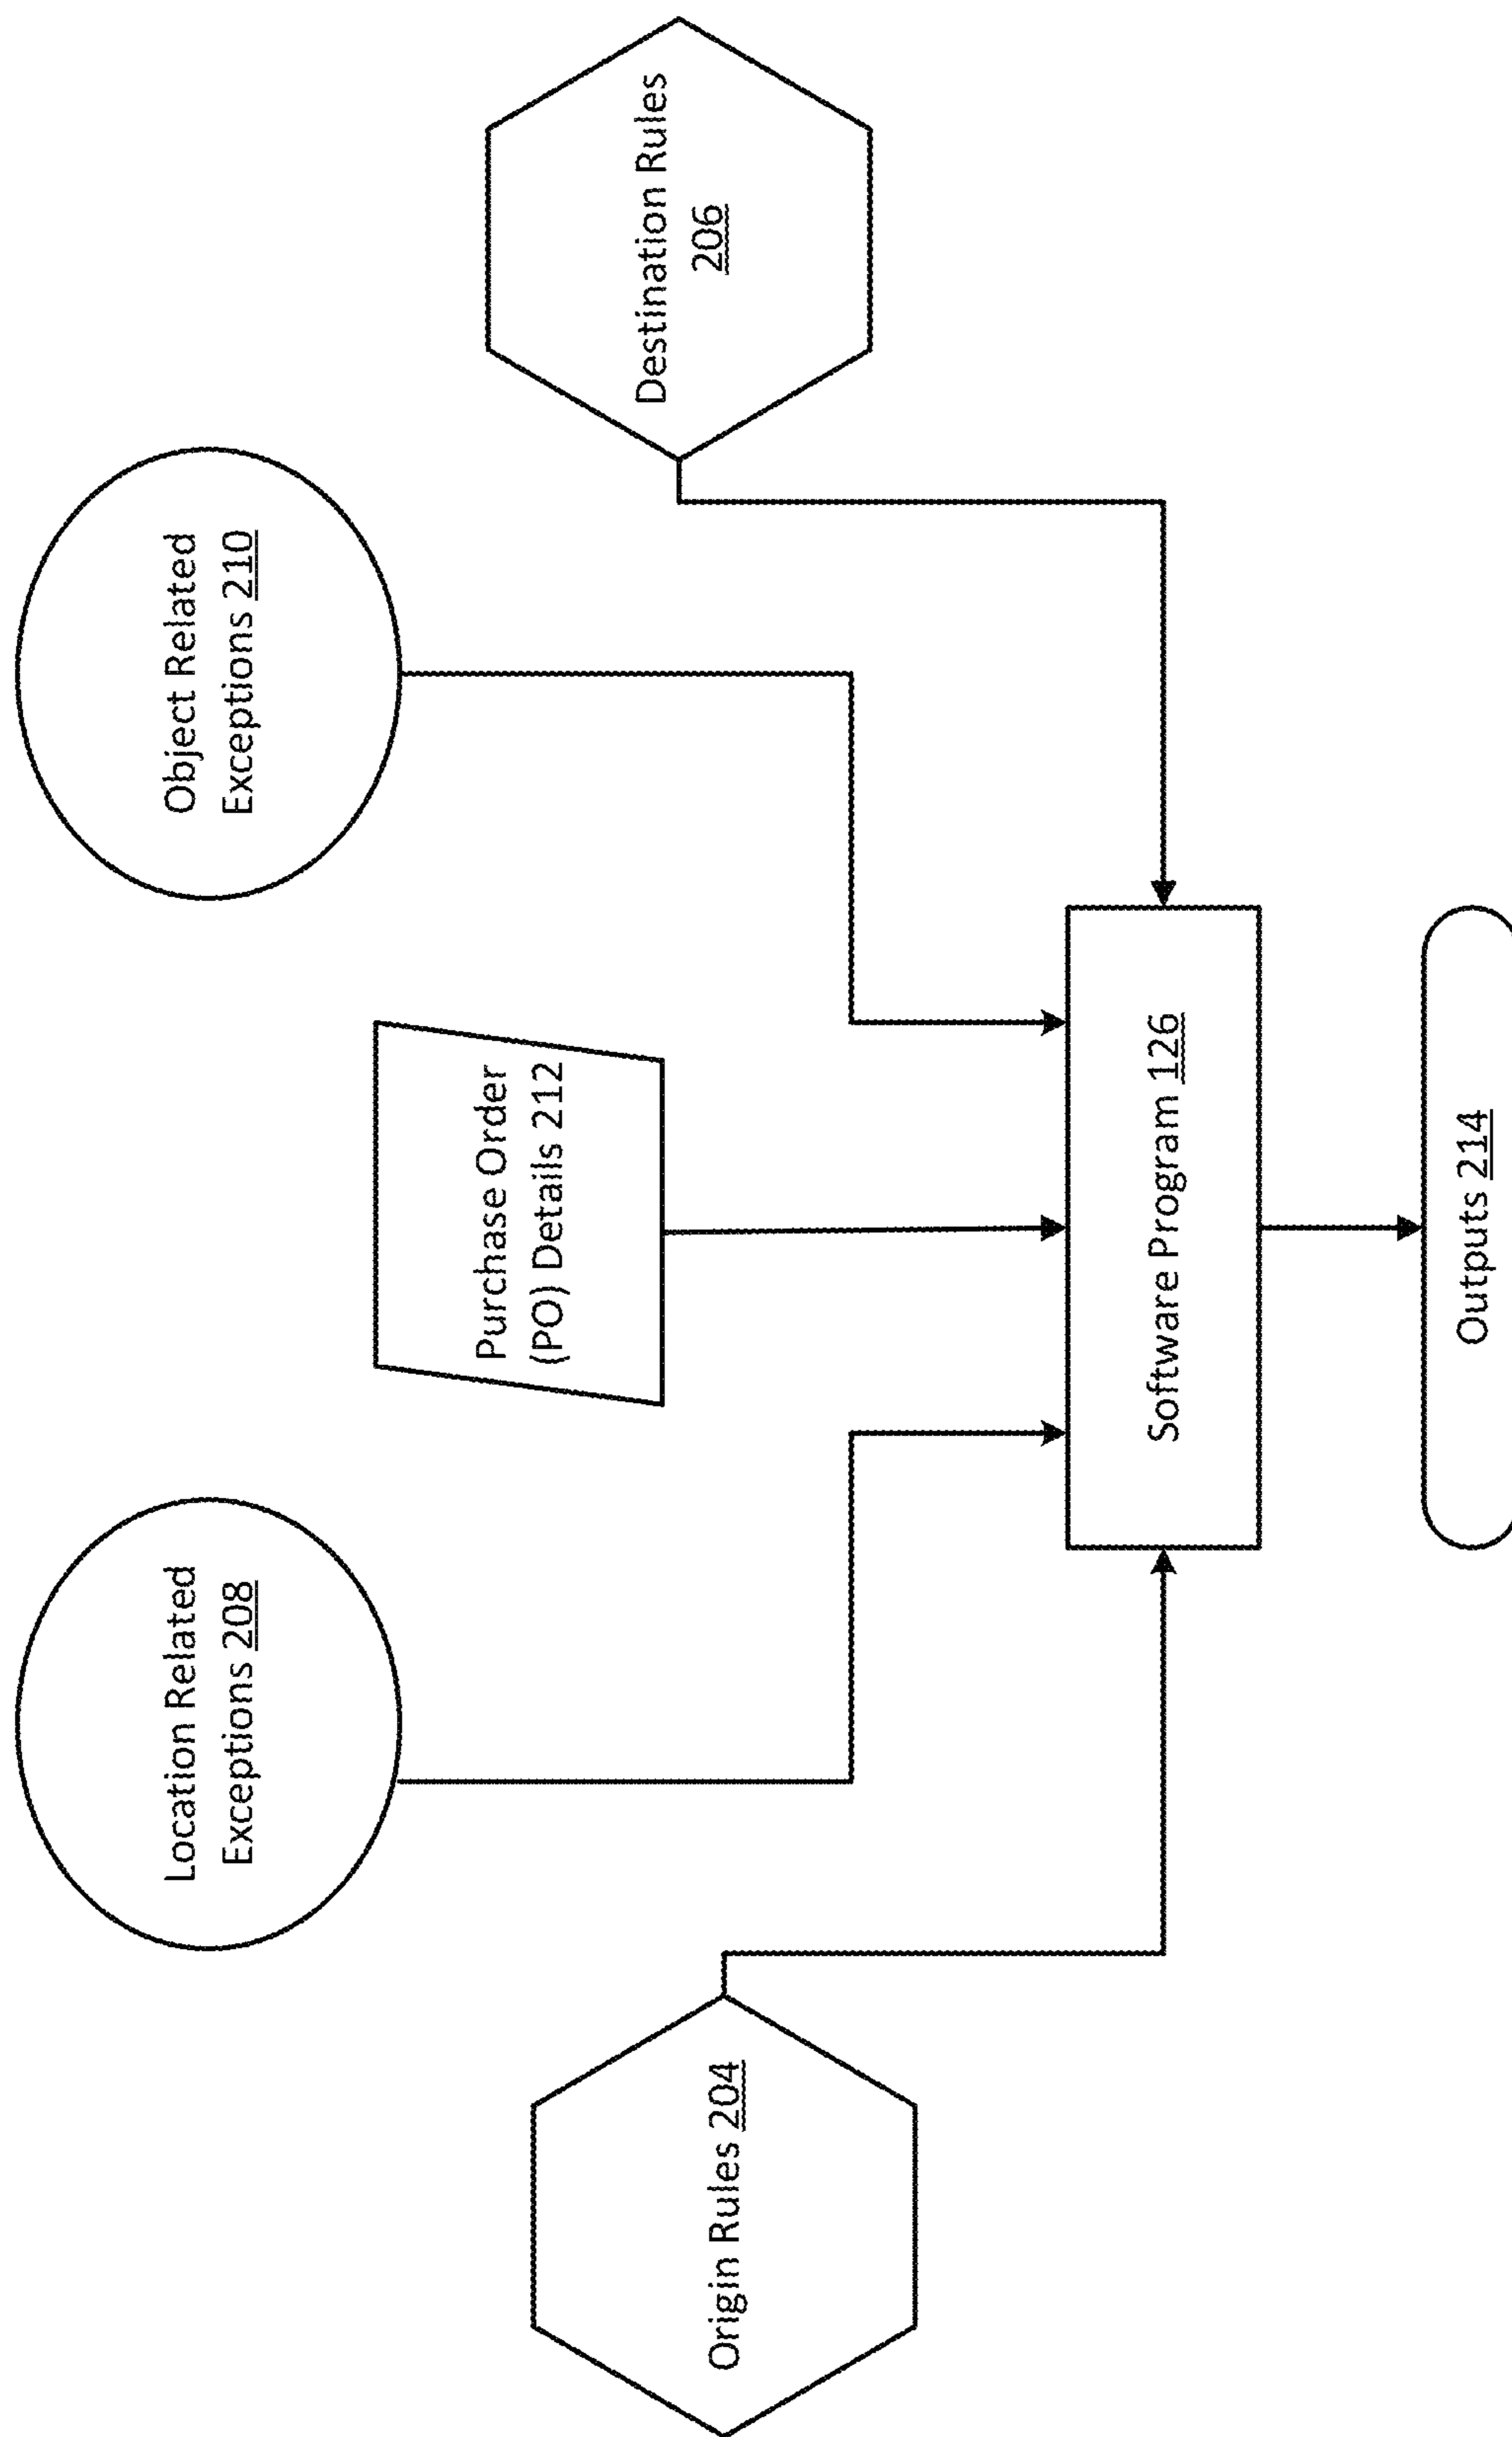 Location Related
Exceptions 208
Object Related
Exceptions 210
Purchase Order
(PO) Details 212
Origin Rules 204
Destination Rules
206
Software Program 126
Outputs 214